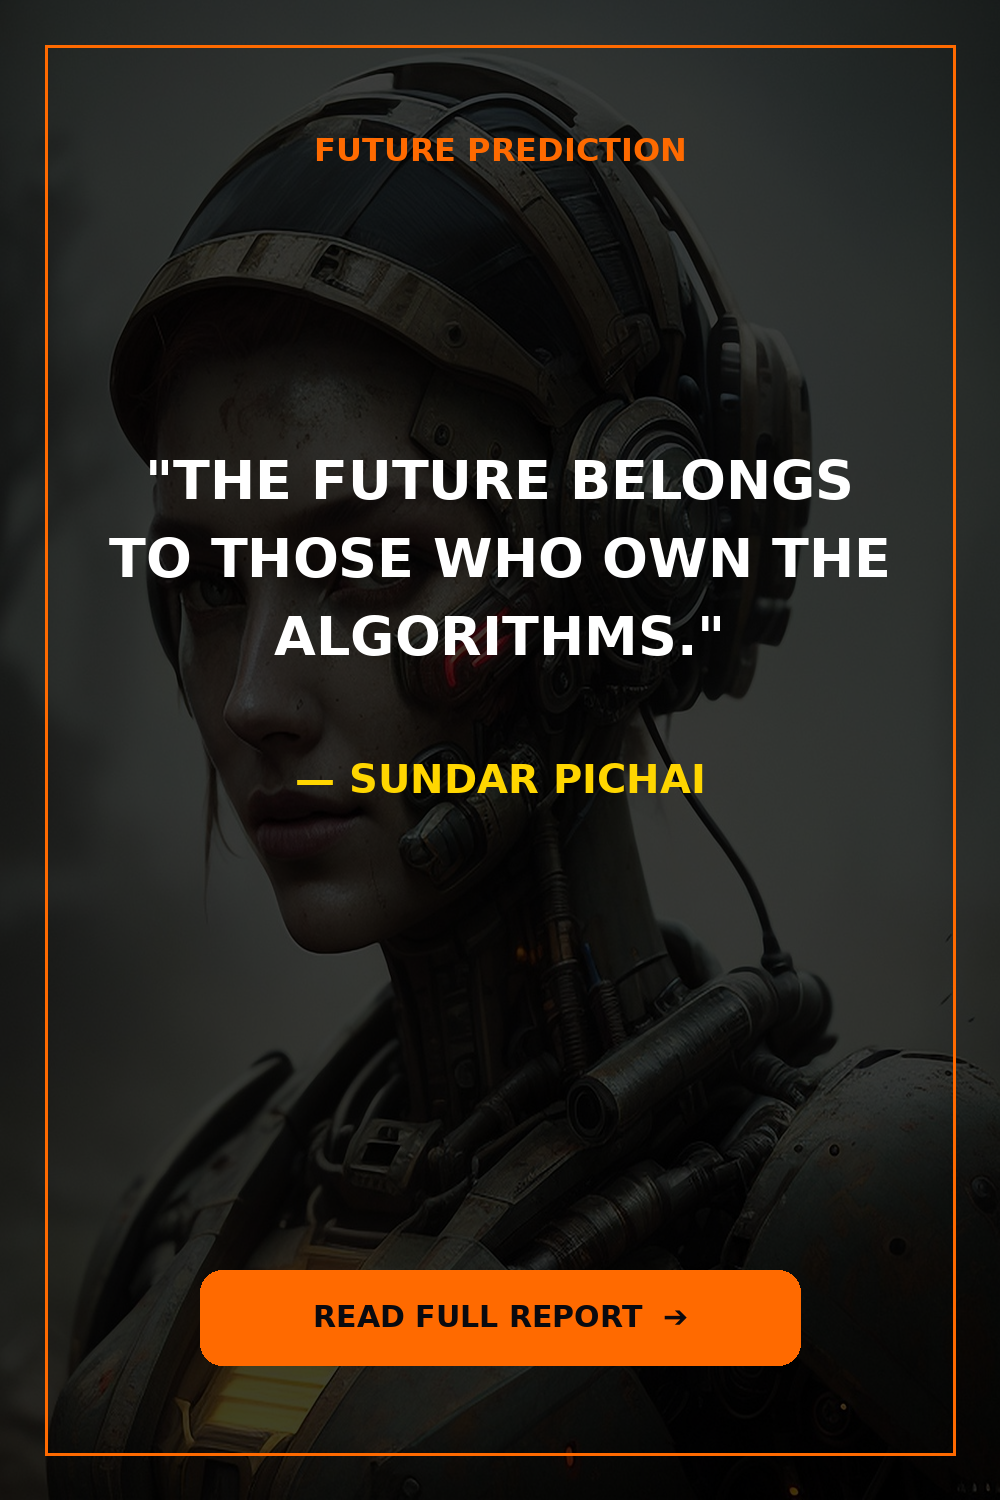 FUTURE PREDICTION
"THE FUTURE BELONGS
TO THOSE WHO OWN THE
ALGORITHMS."
— SUNDAR PICHAI
READ FULL REPORT ➔